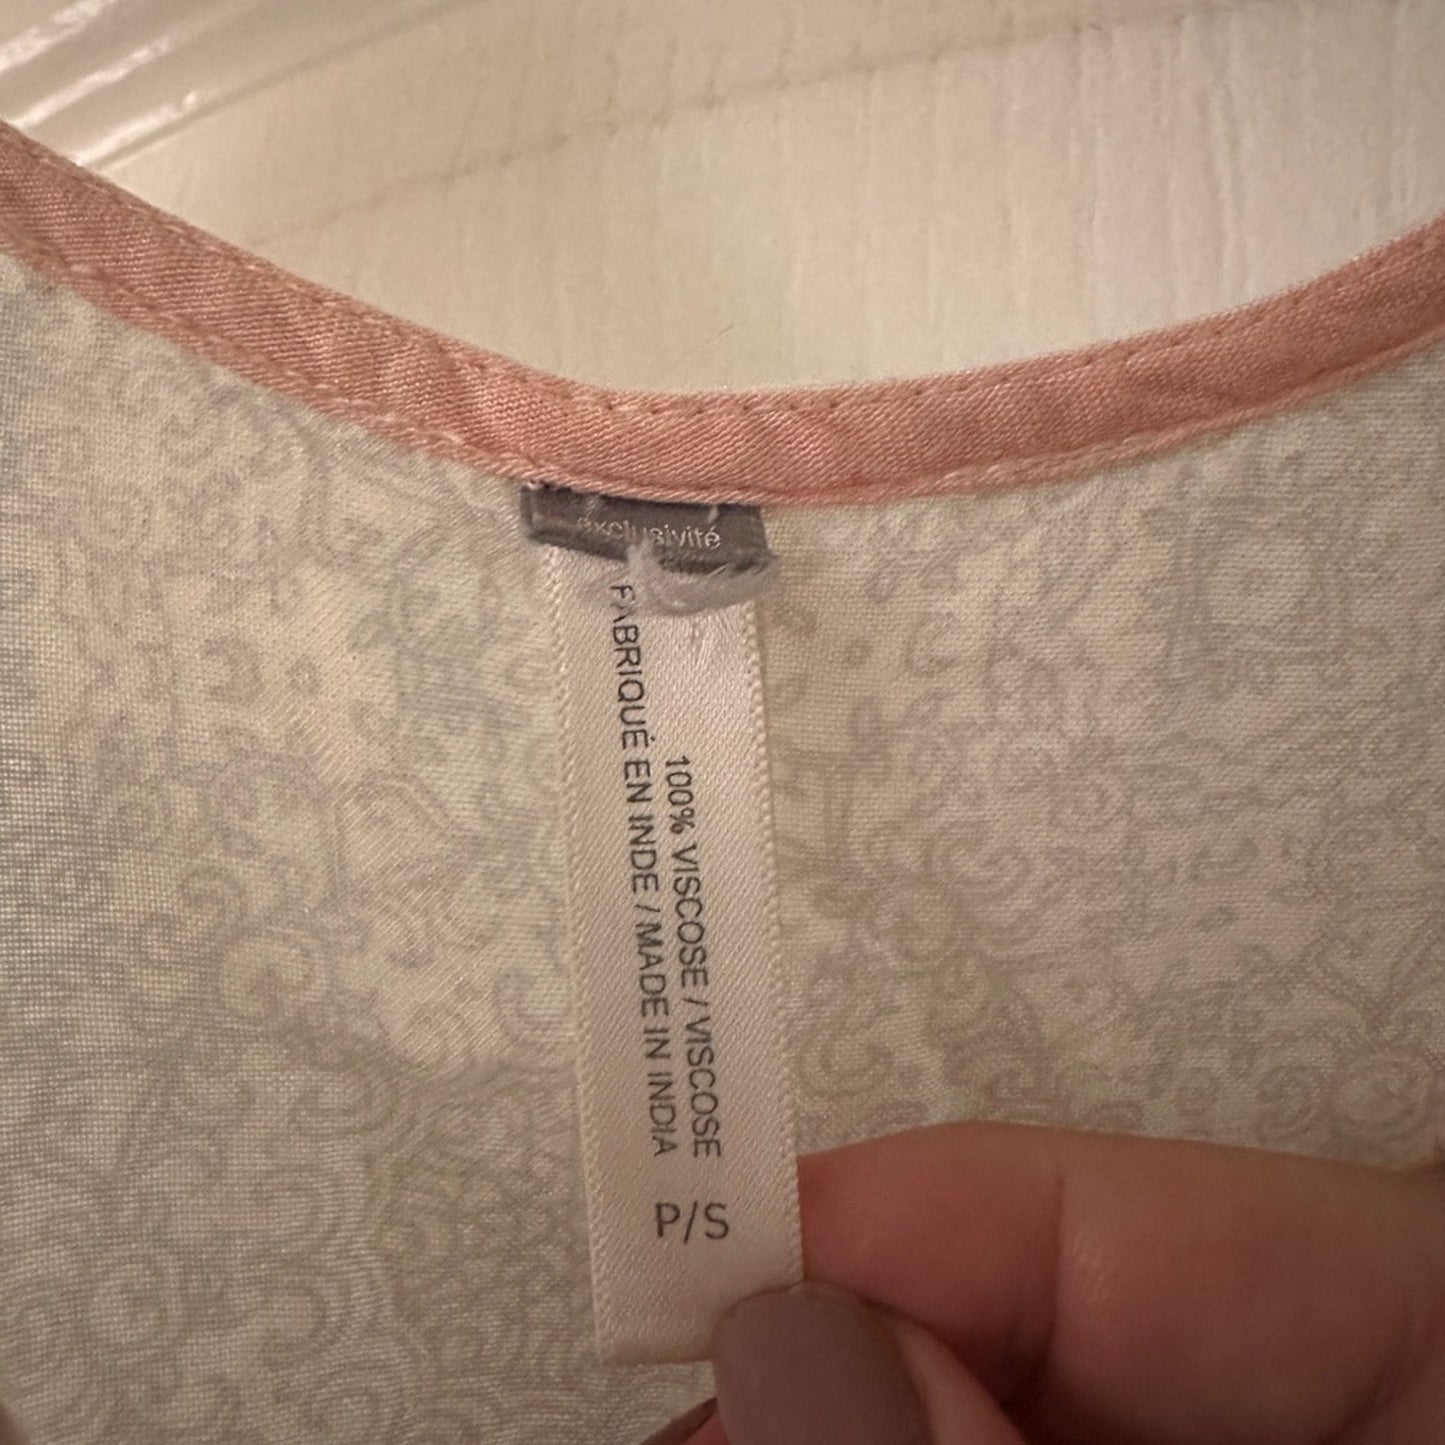 exclusivité
100% VISCOSE / VISCOSE
FABRIQUÉ EN INDE / MADE IN INDIA
P/S